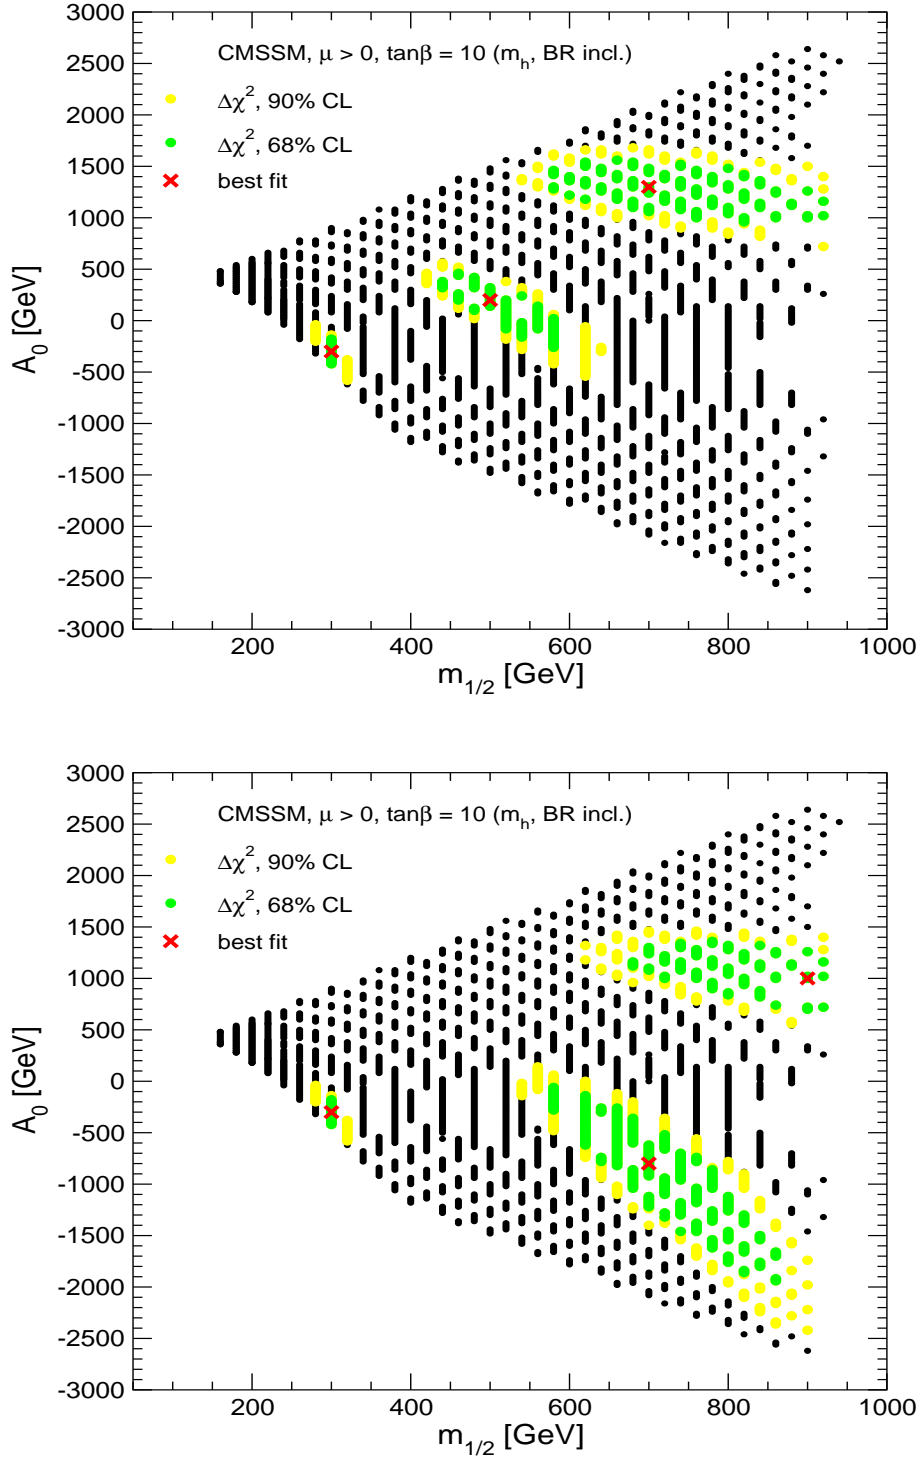 3000
2500
2000
1500
1000
500
0
-500
-1000
-1500
-2000
-2500
-3000
A₀ [GeV]
CMSSM, μ > 0, tanβ = 10 (mₕ, BR incl.)
Δχ², 90% CL
Δχ², 68% CL
best fit
200 400 600 800 1000
m₁/₂ [GeV]
3000
2500
2000
1500
1000
500
0
-500
-1000
-1500
-2000
-2500
-3000
A₀ [GeV]
CMSSM, μ > 0, tanβ = 10 (mₕ, BR incl.)
Δχ², 90% CL
Δχ², 68% CL
best fit
200 400 600 800 1000
m₁/₂ [GeV]